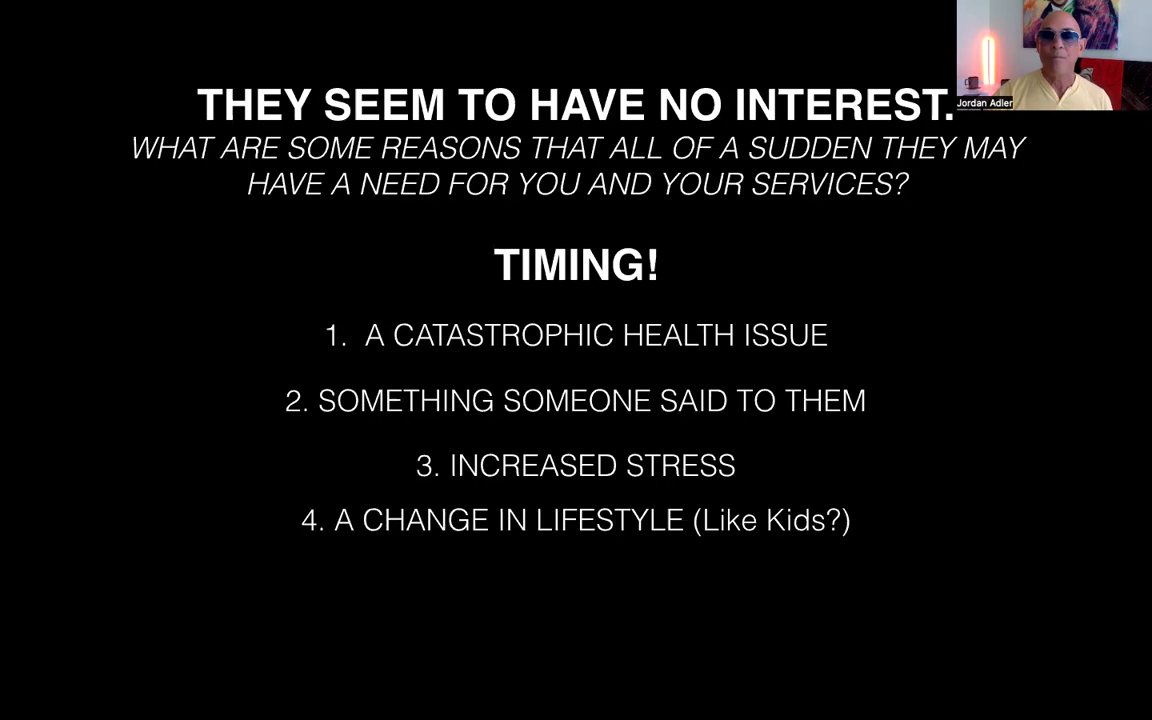 THEY SEEM TO HAVE NO INTEREST.
Jordan Adler
WHAT ARE SOME REASONS THAT ALL OF A SUDDEN THEY MAY
HAVE A NEED FOR YOU AND YOUR SERVICES?
TIMING!
1. A CATASTROPHIC HEALTH ISSUE
2. SOMETHING SOMEONE SAID TO THEM
3. INCREASED STRESS
4. A CHANGE IN LIFESTYLE (Like Kids?)